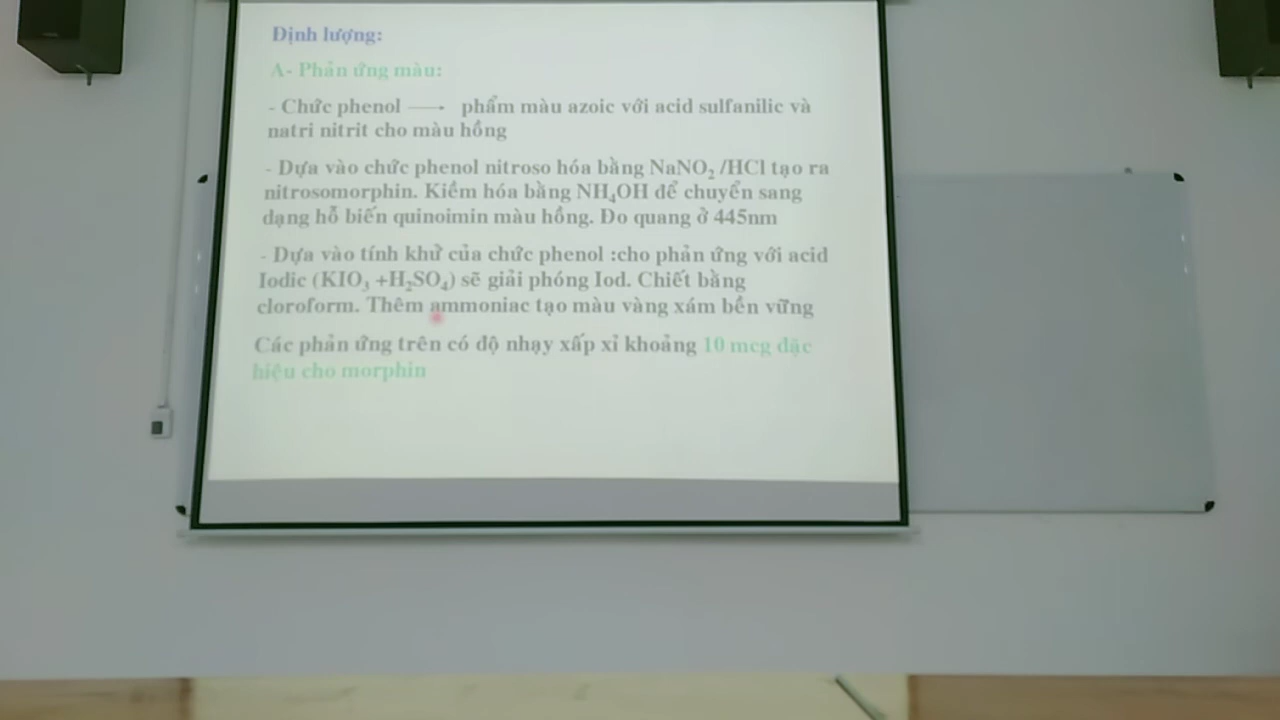 Định lượng:
A- Phản ứng màu:
- Chức phenol → phẩm màu azoic với acid sulfanilic và
natri nitrit cho màu hồng
- Dựa vào chức phenol nitroso hóa bằng NaNO₂ /HCl tạo ra
nitrosomorphin. Kiềm hóa bằng NH₄OH để chuyển sang
dạng hỗ biến quinoimin màu hồng. Đo quang ở 445nm
- Dựa vào tính khử của chức phenol :cho phản ứng với acid
Iodic (KIO₃ +H₂SO₄) sẽ giải phóng Iod. Chiết bằng
cloroform. Thêm ammoniac tạo màu vàng xám bền vững
Các phản ứng trên có độ nhạy xấp xỉ khoảng 10 mcg đặc
hiệu cho morphin